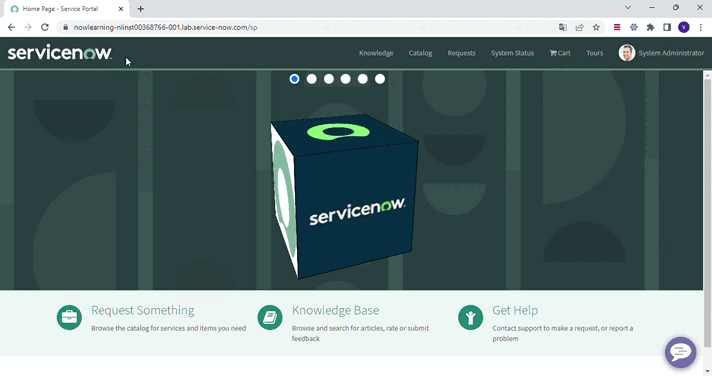 Home Page - Service Portal
nowlearning-nlinst00368766-001.lab.service-now.com/sp
V
servicenow
Knowledge
Catalog
Requests
System Status
Cart
Tours
System Administrator
servicenow
Request Something
Browse the catalog for services and items you need
Knowledge Base
Browse and search for articles, rate or submit
feedback
Get Help
Contact support to make a request, or report a
problem